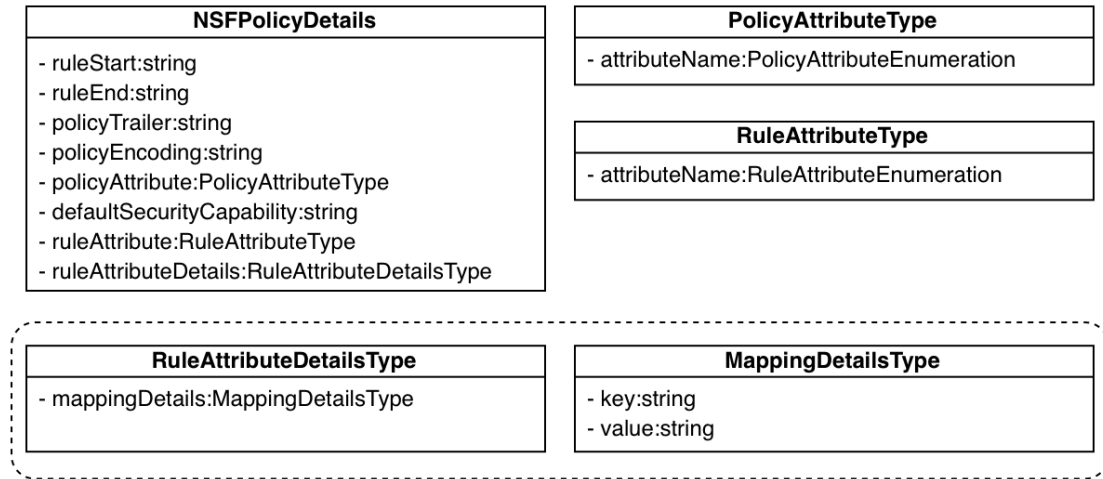 NSFPolicyDetails
- ruleStart:string
- ruleEnd:string
- policyTrailer:string
- policyEncoding:string
- policyAttribute:PolicyAttributeType
- defaultSecurityCapability:string
- ruleAttribute:RuleAttributeType
- ruleAttributeDetails:RuleAttributeDetailsType
PolicyAttributeType
- attributeName:PolicyAttributeEnumeration
RuleAttributeType
- attributeName:RuleAttributeEnumeration
RuleAttributeDetailsType
- mappingDetails:MappingDetailsType
MappingDetailsType
- key:string
- value:string